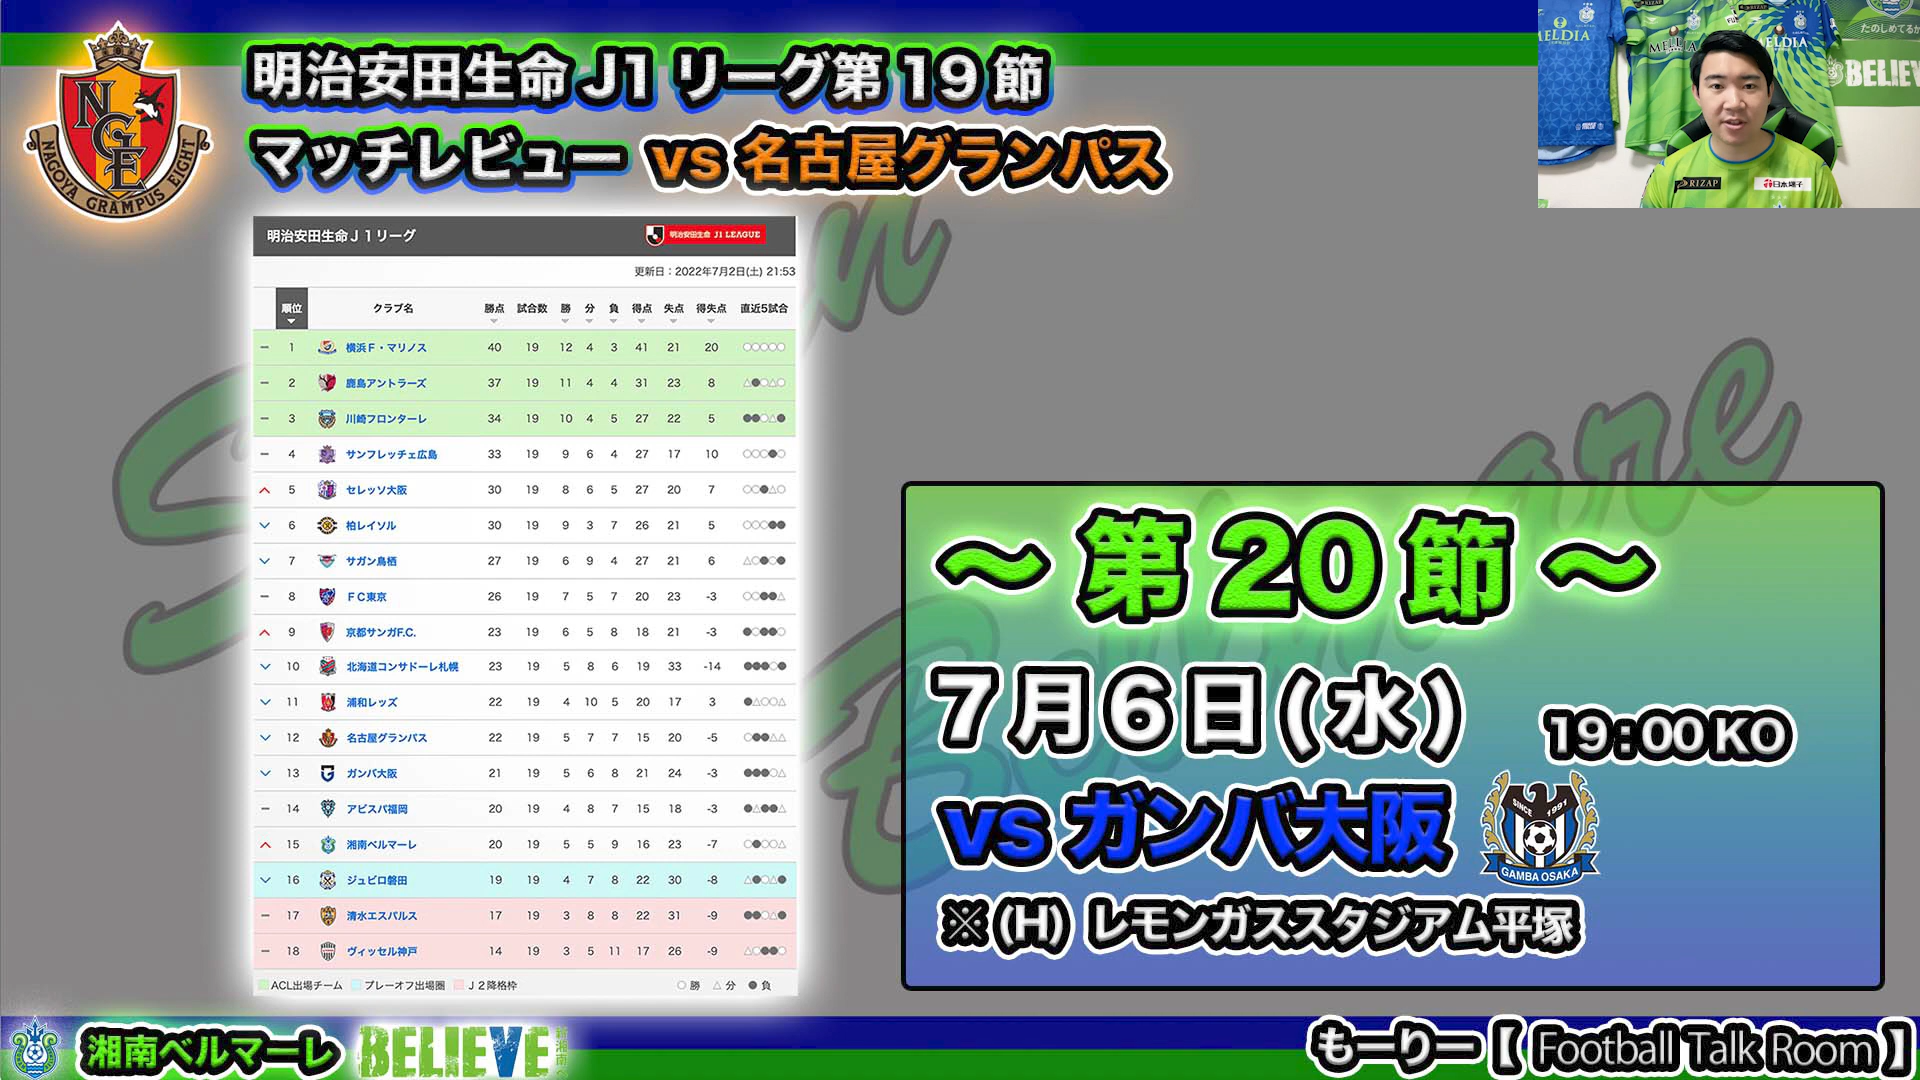 明治安田生命J1リーグ第19節
マッチレビュー vs 名古屋グランパス
NAGOYA GRAMPUS EIGHT
MELDIA
RIZAP
たのしめてるか
BELIEVE
RIZAP
明治安田生命J1リーグ
明治安田生命 J1 LEAGUE
更新日：2022年7月2日(土) 21:53
順位 クラブ名 勝点 試合数 勝 分 負 得点 失点 得失点 直近5試合
1 横浜F・マリノス 40 19 12 4 3 41 21 20 ○○○○○
2 鹿島アントラーズ 37 19 11 4 4 31 23 8 △●○△○
3 川崎フロンターレ 34 19 10 4 5 27 22 5 ●●○△●
4 サンフレッチェ広島 33 19 9 6 4 27 17 10 ○○○●○
5 セレッソ大阪 30 19 8 6 5 27 20 7 ○○●△○
6 柏レイソル 30 19 9 3 7 26 21 5 ○○○●●
7 サガン鳥栖 27 19 6 9 4 27 21 6 △○●○●
8 FC東京 26 19 7 5 7 20 23 -3 ○○●●△
9 京都サンガF.C. 23 19 6 5 8 18 21 -3 ●○●●○
10 北海道コンサドーレ札幌 23 19 5 8 6 19 33 -14 ●●●○●
11 浦和レッズ 22 19 4 10 5 20 17 3 ●△○○△
12 名古屋グランパス 22 19 5 7 7 15 20 -5 ○●●△△
13 ガンバ大阪 21 19 5 6 8 21 24 -3 ●●●○△
14 アビスパ福岡 20 19 4 8 7 15 18 -3 ●△●●△
15 湘南ベルマーレ 20 19 5 5 9 16 23 -7 ○●○○△
16 ジュビロ磐田 19 19 4 7 8 22 30 -8 △●○△●
17 清水エスパルス 17 19 3 8 8 22 31 -9 ●●○△●
18 ヴィッセル神戸 14 19 3 5 11 17 26 -9 △○●●○
ACL出場チーム プレーオフ出場圏 J2降格枠 ○ 勝 △ 分 ● 負
～第20節～
7月6日(水) 19:00KO
vsガンバ大阪
SINCE 1991
GAMBA OSAKA
※(H) レモンガススタジアム平塚
湘南ベルマーレ BELIEVE
もーりー【Football Talk Room】